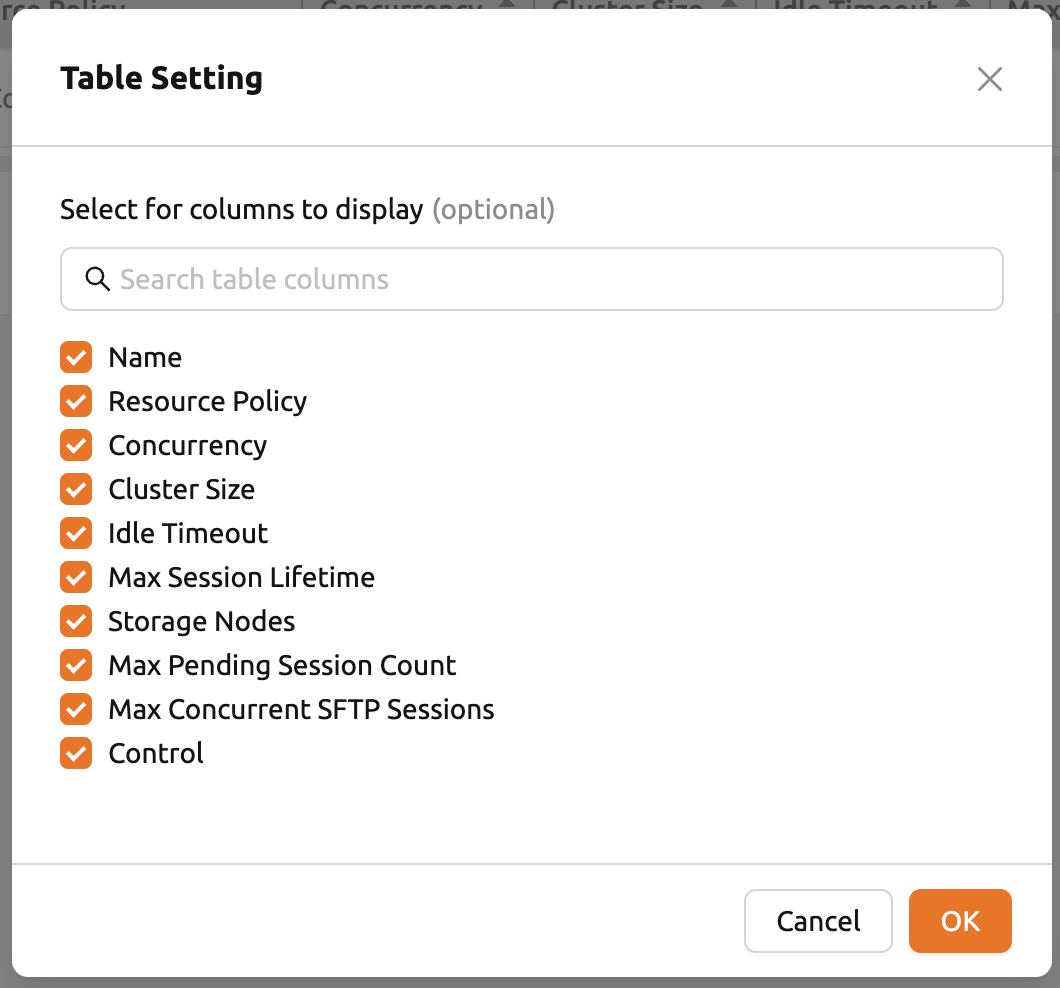 Concurrency Cluster Size Idle Timeout Max
Table Setting
Select for columns to display (optional)
Search table columns
Name
Resource Policy
Concurrency
Cluster Size
Idle Timeout
Max Session Lifetime
Storage Nodes
Max Pending Session Count
Max Concurrent SFTP Sessions
Control
Cancel OK